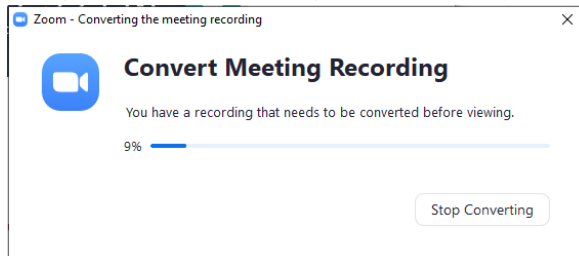 Zoom - Converting the meeting recording
Convert Meeting Recording
You have a recording that needs to be converted before viewing.
9%
Stop Converting